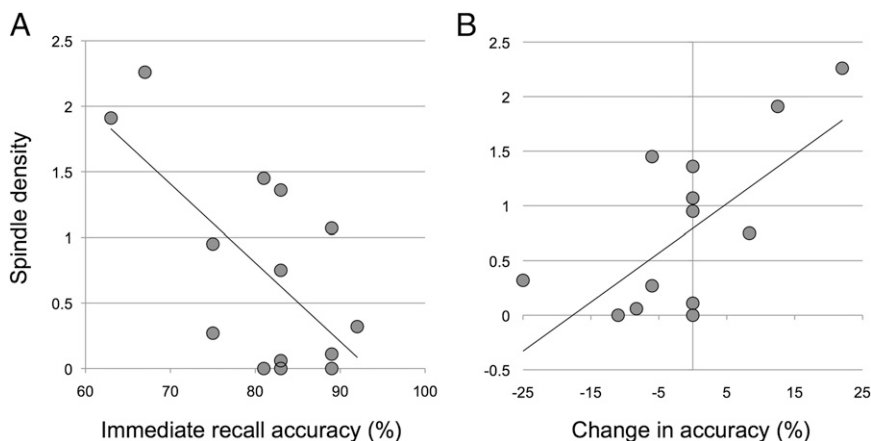 A
Spindle density
2.5
2
1.5
1
0.5
0
60 70 80 90 100
Immediate recall accuracy (%)
B
2.5
2
1.5
1
0.5
0
-0.5
-25 -15 -5 5 15 25
Change in accuracy (%)